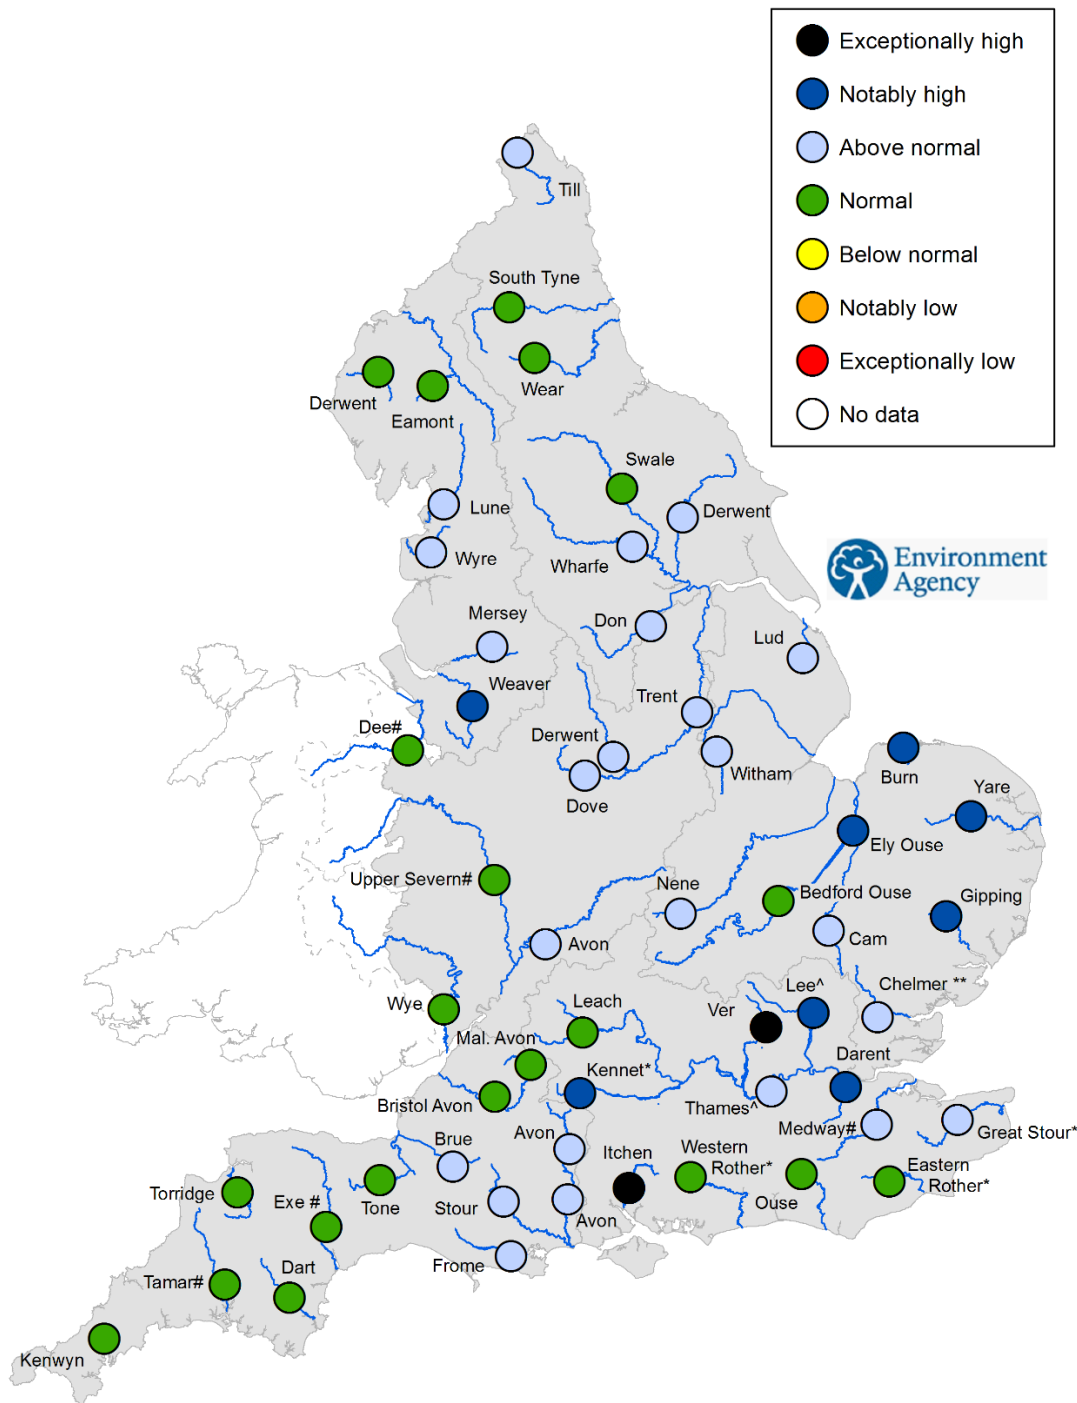 Exceptionally high
Notably high
Above normal
Normal
Below normal
Notably low
Exceptionally low
No data
Till
South Tyne
Wear
Derwent
Eamont
Swale
Lune
Derwent
Wyre
Wharfe
Environment
Agency
Mersey
Don
Lud
Weaver
Trent
Dee#
Derwent
Witham
Burn
Dove
Yare
Ely Ouse
Upper Severn#
Nene
Bedford Ouse
Gipping
Avon
Cam
Wye
Leach
Ver
Lee^
Chelmer **
Mal. Avon
Kennet*
Darent
Bristol Avon
Thames^
Medway#
Great Stour*
Brue
Avon
Itchen
Western
Rother*
Eastern
Rother*
Torridge
Exe #
Tone
Stour
Avon
Ouse
Frome
Tamar#
Dart
Kenwyn